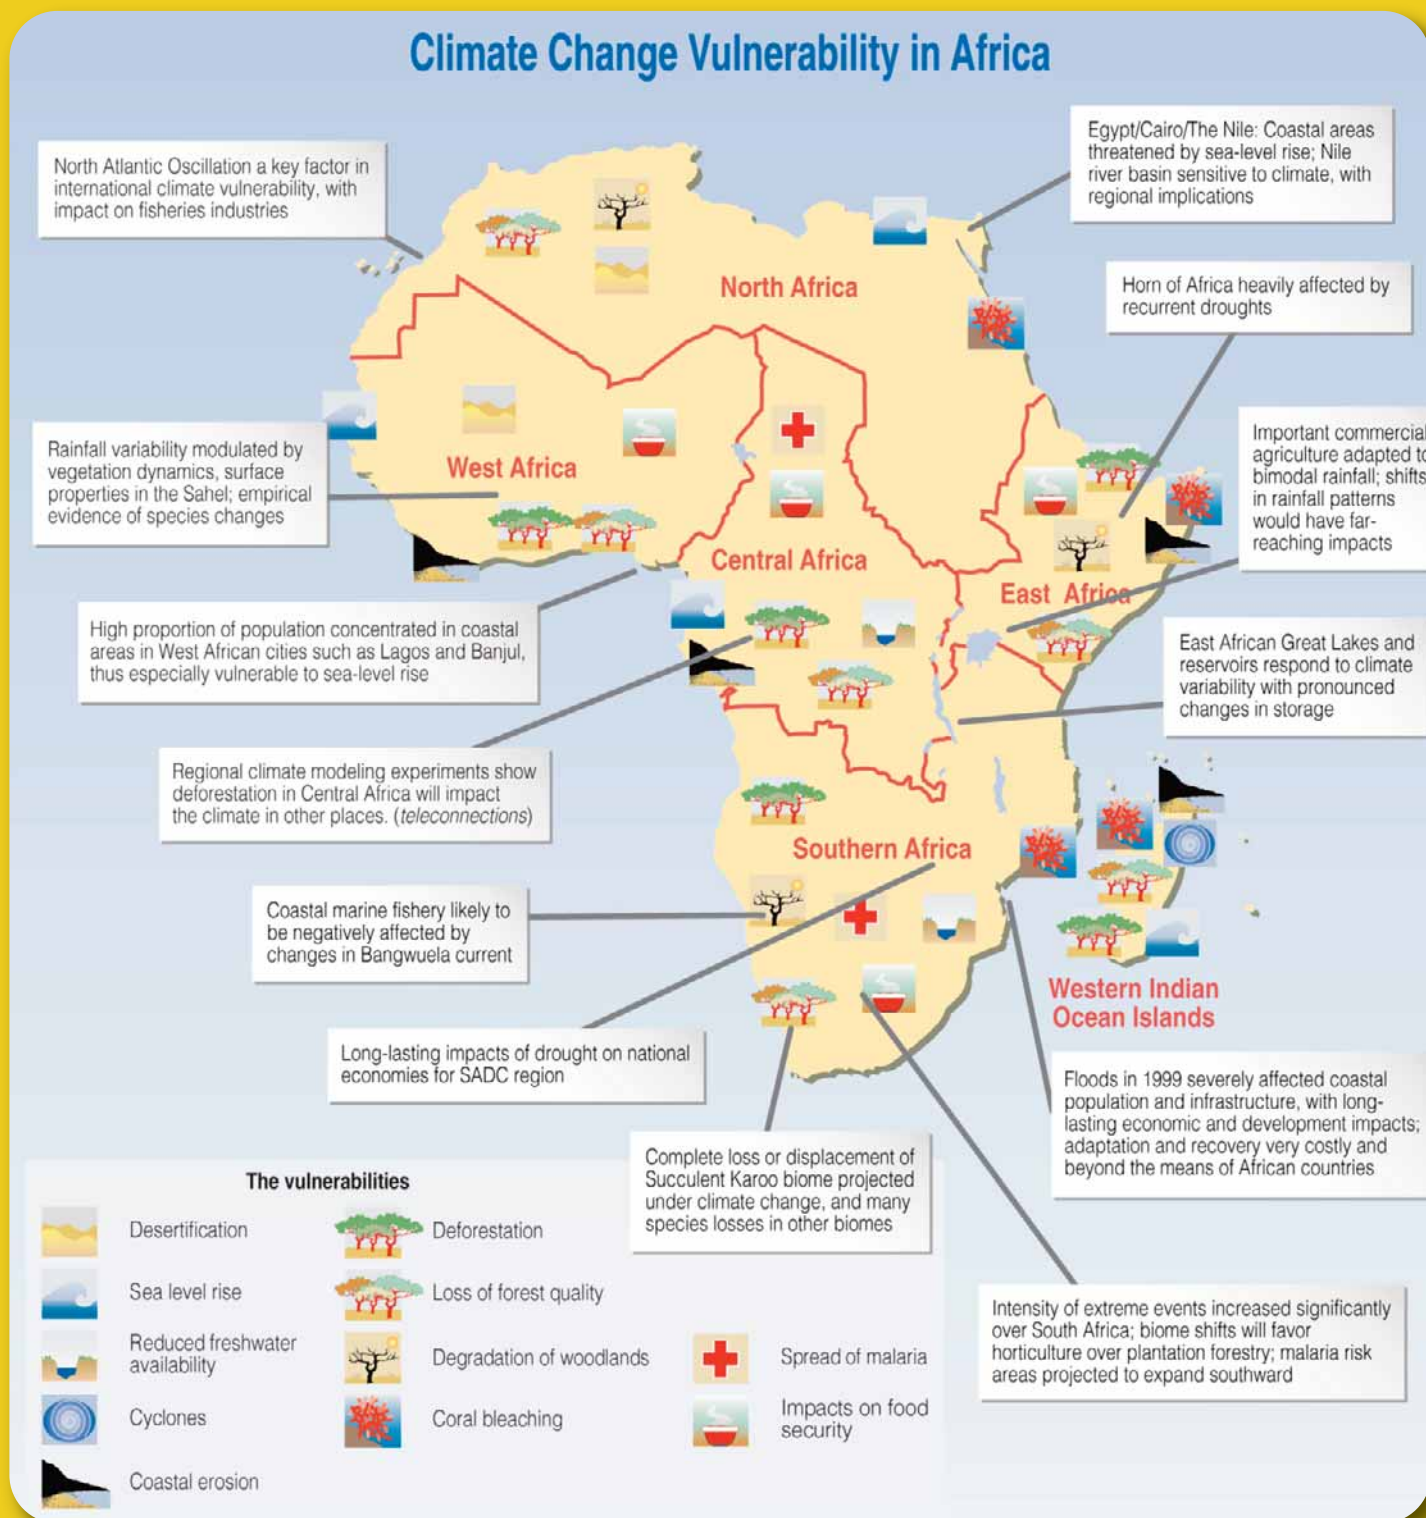 Climate Change Vulnerability in Africa
North Atlantic Oscillation a key factor in
international climate vulnerability, with
impact on fisheries industries
Egypt/Cairo/The Nile: Coastal areas
threatened by sea-level rise; Nile
river basin sensitive to climate, with
regional implications
Horn of Africa heavily affected by
recurrent droughts
North Africa
Rainfall variability modulated by
vegetation dynamics, surface
properties in the Sahel; empirical
evidence of species changes
West Africa
Important commercial
agriculture adapted to
bimodal rainfall; shifts
in rainfall patterns
would have far-
reaching impacts
Central Africa
East Africa
High proportion of population concentrated in coastal
areas in West African cities such as Lagos and Banjul,
thus especially vulnerable to sea-level rise
East African Great Lakes and
reservoirs respond to climate
variability with pronounced
changes in storage
Regional climate modeling experiments show
deforestation in Central Africa will impact
the climate in other places. (teleconnections)
Southern Africa
Coastal marine fishery likely to
be negatively affected by
changes in Bangwuela current
Western Indian
Ocean Islands
Long-lasting impacts of drought on national
economies for SADC region
Floods in 1999 severely affected coastal
population and infrastructure, with long-
lasting economic and development impacts;
adaptation and recovery very costly and
beyond the means of African countries
Complete loss or displacement of
Succulent Karoo biome projected
under climate change, and many
species losses in other biomes
Intensity of extreme events increased significantly
over South Africa; biome shifts will favor
horticulture over plantation forestry; malaria risk
areas projected to expand southward
The vulnerabilities
Desertification
Sea level rise
Reduced freshwater
availability
Cyclones
Coastal erosion
Deforestation
Loss of forest quality
Degradation of woodlands
Coral bleaching
Spread of malaria
Impacts on food
security